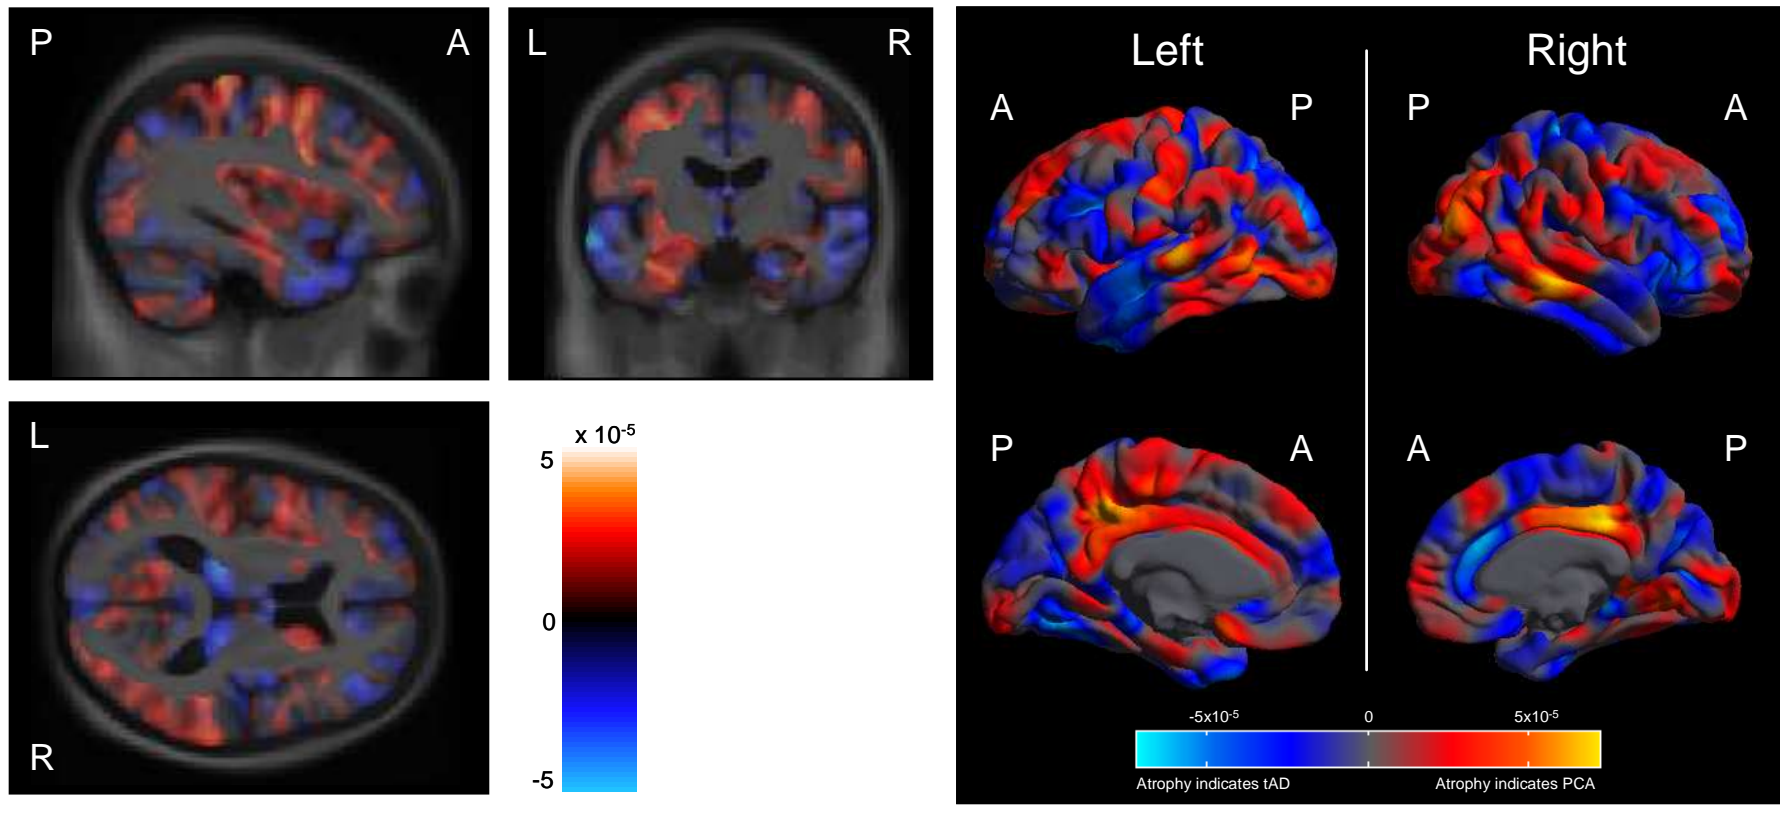 P A
L R
L
R
x 10-5
5
0
-5
Left Right
A P P A
P A A P
-5x10-5 0 5x10-5
Atrophy indicates tAD Atrophy indicates PCA